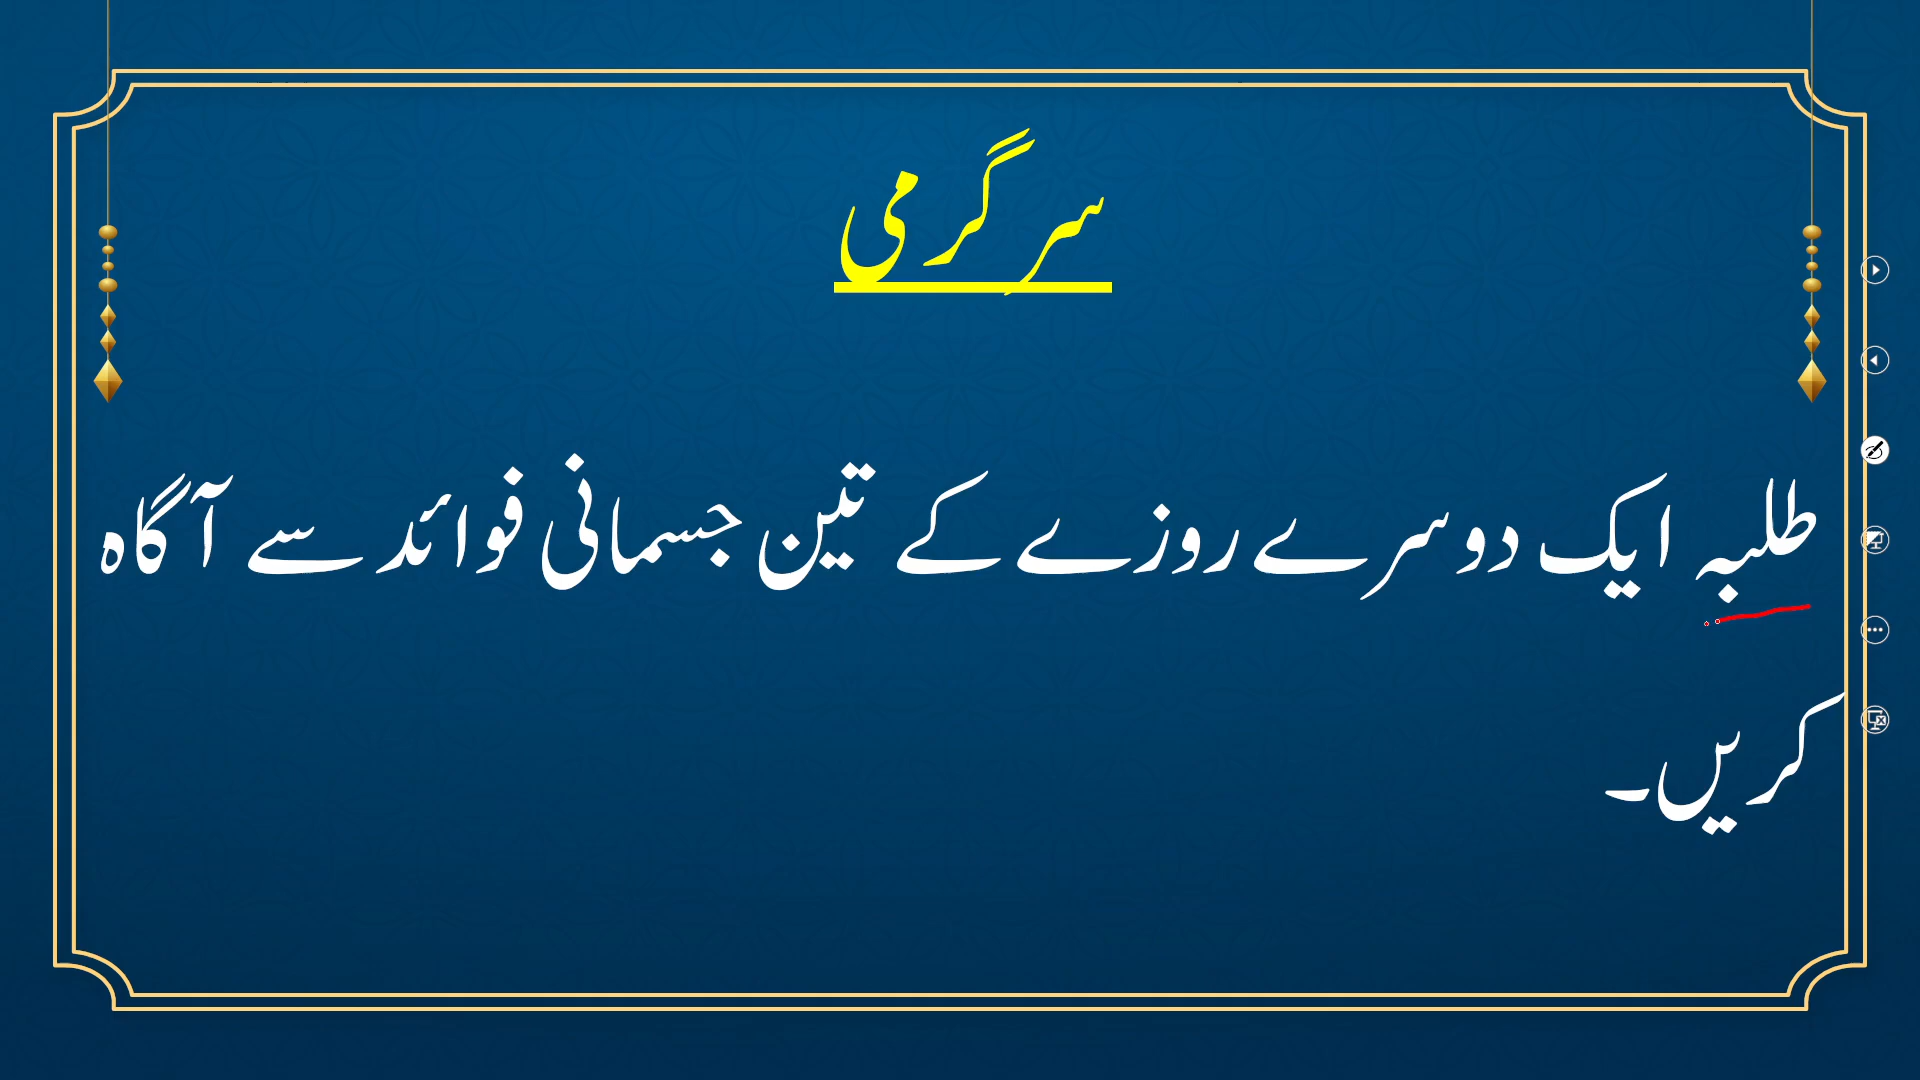 سرگرمی
طلبہ ایک دوسرے روزے کے تین جسمانی فوائد سے آگاہ
کریں۔